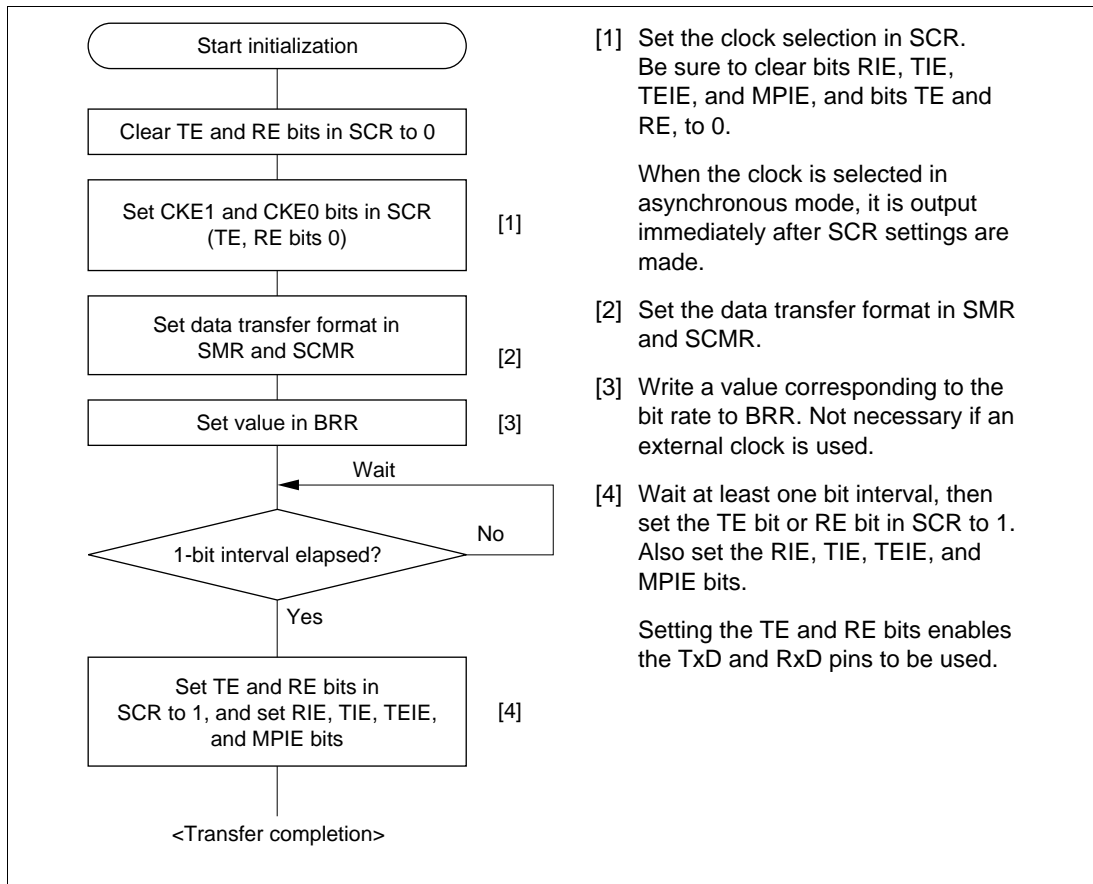 Start initialization
Clear TE and RE bits in SCR to 0
Set CKE1 and CKE0 bits in SCR
(TE, RE bits 0)
[1]
Set data transfer format in
SMR and SCMR
[2]
Set value in BRR
[3]
Wait
No
1-bit interval elapsed?
Yes
Set TE and RE bits in
SCR to 1, and set RIE, TIE, TEIE,
and MPIE bits
[4]
<Transfer completion>
[1] Set the clock selection in SCR.
Be sure to clear bits RIE, TIE,
TEIE, and MPIE, and bits TE and
RE, to 0.
When the clock is selected in
asynchronous mode, it is output
immediately after SCR settings are
made.
[2] Set the data transfer format in SMR
and SCMR.
[3] Write a value corresponding to the
bit rate to BRR. Not necessary if an
external clock is used.
[4] Wait at least one bit interval, then
set the TE bit or RE bit in SCR to 1.
Also set the RIE, TIE, TEIE, and
MPIE bits.
Setting the TE and RE bits enables
the TxD and RxD pins to be used.